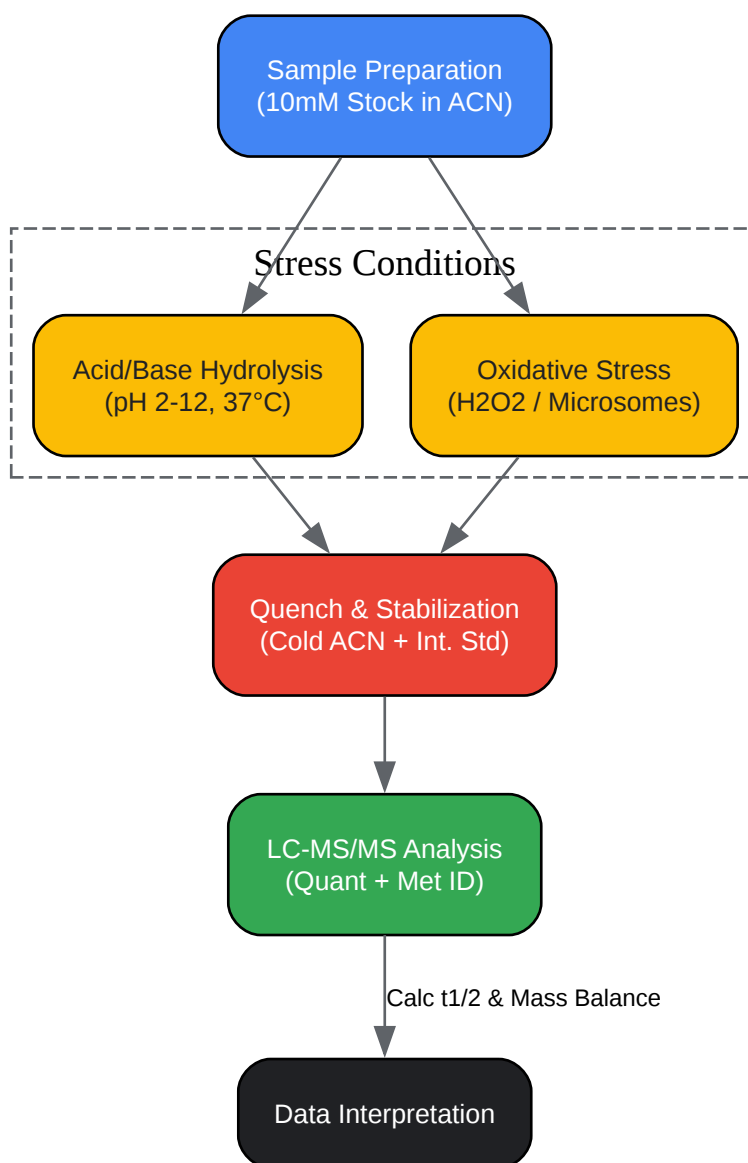 Sample Preparation
(10mM Stock in ACN)
Stress Conditions
Acid/Base Hydrolysis
(pH 2-12, 37°C)
Oxidative Stress
(H2O2 / Microsomes)
Quench & Stabilization
(Cold ACN + Int. Std)
LC-MS/MS Analysis
(Quant + Met ID)
Calc t1/2 & Mass Balance
Data Interpretation